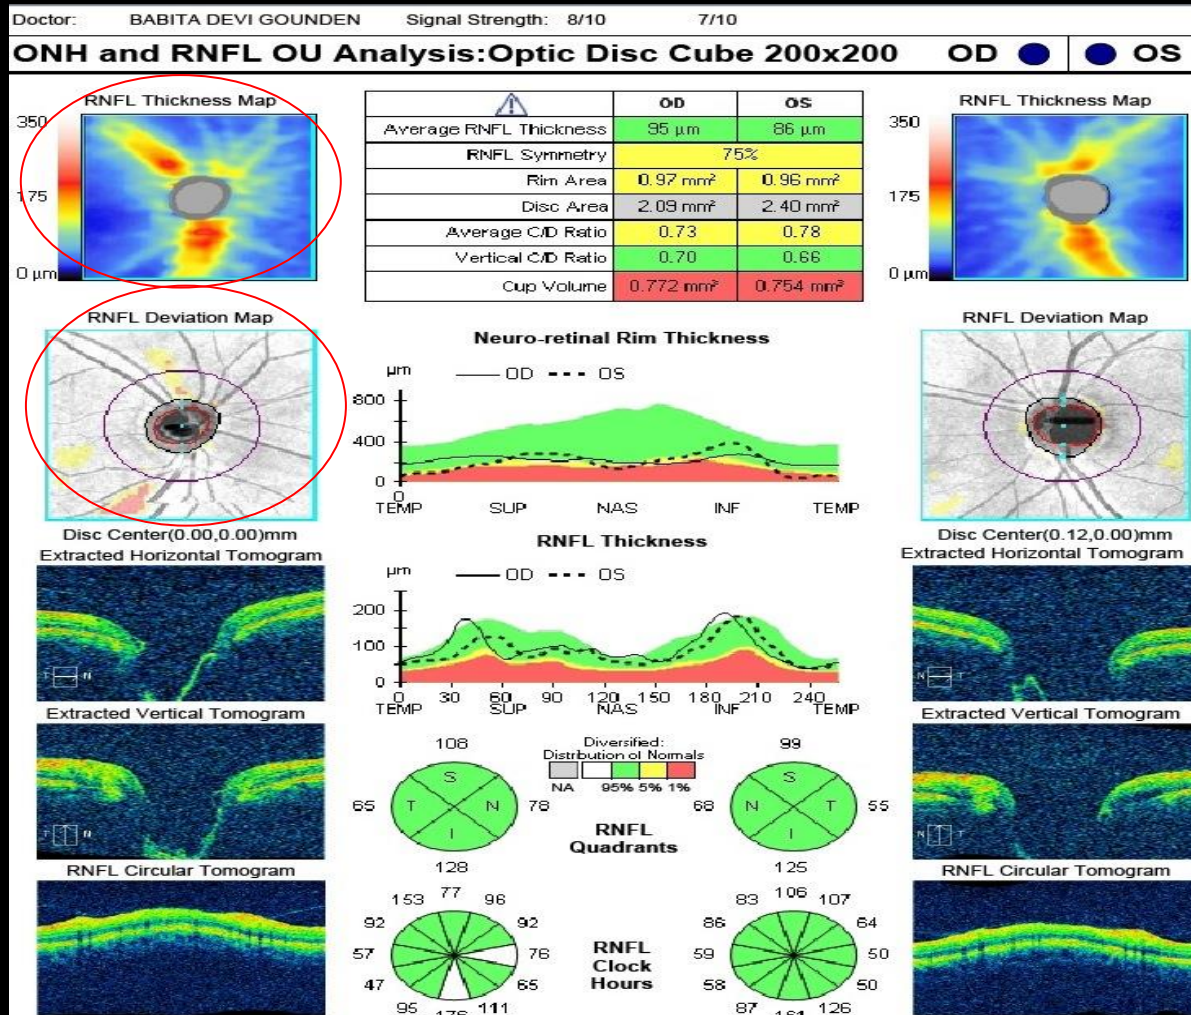 Doctor: BABITA DEVI GOUNDEN Signal Strength: 8/10 7/10
ONH and RNFL OU Analysis:Optic Disc Cube 200x200 OD OS
RNFL Thickness Map
350
175
0 µm
OD OS
Average RNFL Thickness 95 µm 86 µm
RNFL Symmetry 75%
Rim Area 0.97 mm² 0.96 mm²
Disc Area 2.09 mm² 2.40 mm²
Average C/D Ratio 0.73 0.78
Vertical C/D Ratio 0.70 0.66
Cup Volume 0.772 mm² 0.754 mm²
RNFL Thickness Map
350
175
0 µm
RNFL Deviation Map
Disc Center(0.00,0.00)mm
Neuro-retinal Rim Thickness
µm OD OS
800
400
0
0
TEMP SUP NAS INF TEMP
RNFL Deviation Map
Disc Center(0.12,0.00)mm
Extracted Horizontal Tomogram
T N
RNFL Thickness
µm OD OS
200
100
0
0 30 60 90 120 150 180 210 240
TEMP SUP NAS INF TEMP
Extracted Horizontal Tomogram
N T
Extracted Vertical Tomogram
T N
108
65 S T N I 78
128
Diversified:
Distribution of Normals
NA 95% 5% 1%
RNFL
Quadrants
99
68 S N T I 55
125
Extracted Vertical Tomogram
N T
RNFL Circular Tomogram
153 77 96
92 92
57 76
47 65
95 176 111
RNFL
Clock
Hours
83 106 107
86 64
59 50
58 50
87 161 126
RNFL Circular Tomogram